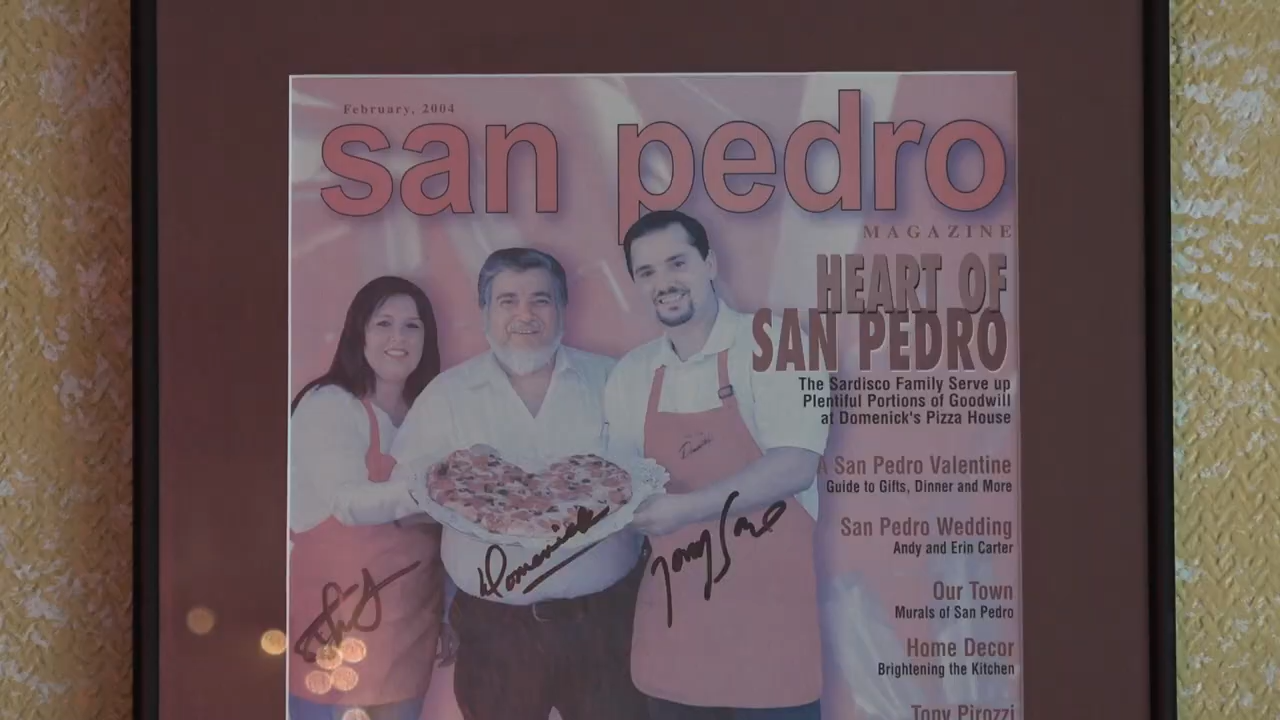 February, 2004
san pedro
MAGAZINE
HEART OF
SAN PEDRO
The Sardisco Family Serve up
Plentiful Portions of Goodwill
at Domenick's Pizza House
A San Pedro Valentine
Guide to Gifts, Dinner and More
San Pedro Wedding
Andy and Erin Carter
Our Town
Murals of San Pedro
Home Decor
Brightening the Kitchen
Tony Pirozzi
Domenick
Tony